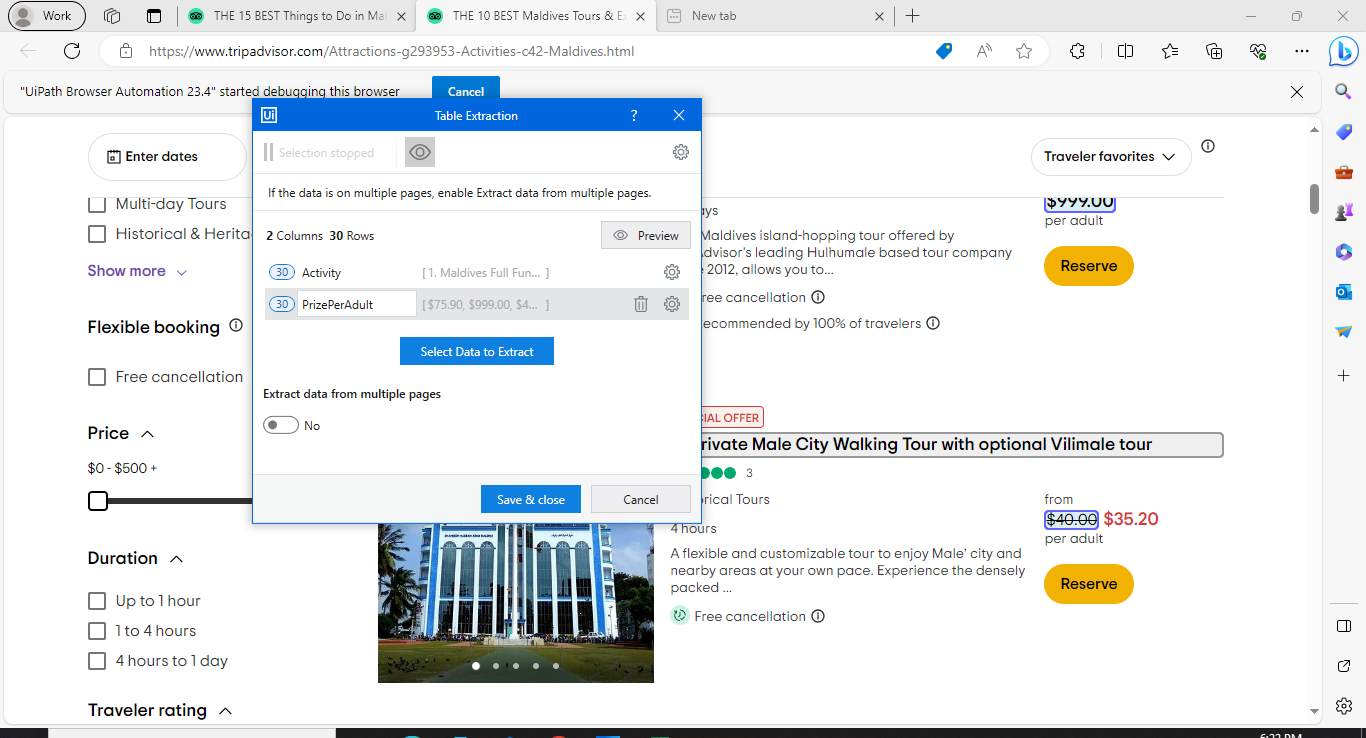 Work
THE 15 BEST Things to Do in Mal
THE 10 BEST Maldives Tours & Ex
New tab
https://www.tripadvisor.com/Attractions-g293953-Activities-c42-Maldives.html
"UiPath Browser Automation 23.4" started debugging this browser
Cancel
Ui
Table Extraction
?
Selection stopped
If the data is on multiple pages, enable Extract data from multiple pages.
2 Columns 30 Rows
Preview
30 Activity [ 1. Maldives Full Fun... ]
30 PrizePerAdult [ $75.90, $999.00, $4... ]
Select Data to Extract
Extract data from multiple pages
No
Save & close
Cancel
Enter dates
Multi-day Tours
Historical & Herita
Show more
Flexible booking
Free cancellation
Price
$0 - $500 +
Duration
Up to 1 hour
1 to 4 hours
4 hours to 1 day
Traveler rating
Traveler favorites
ays
$999.00
per adult
Maldives island-hopping tour offered by
dvisor's leading Hulhumale based tour company
2012, allows you to...
Reserve
ree cancellation
ecommended by 100% of travelers
IAL OFFER
rivate Male City Walking Tour with optional Vilimale tour
3
rical Tours
4 hours
A flexible and customizable tour to enjoy Male' city and
nearby areas at your own pace. Experience the densely
packed ...
Free cancellation
from
$40.00 $35.20
per adult
Reserve